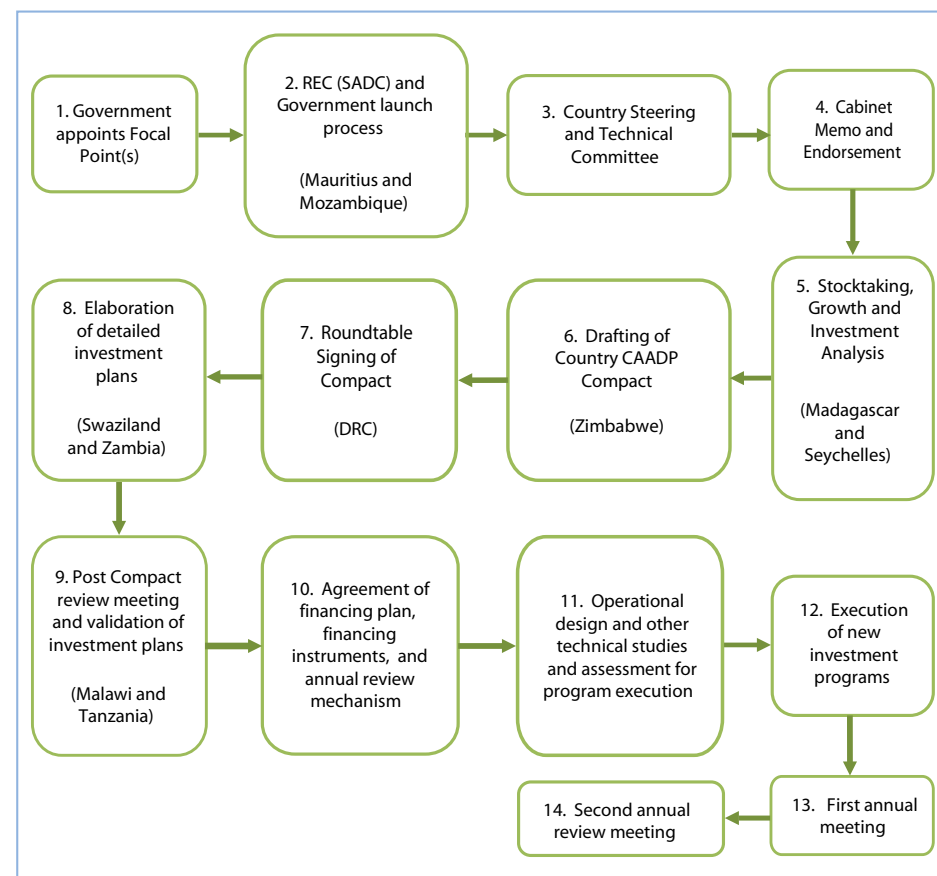 1. Government
appoints Focal
Point(s)
2. REC (SADC) and
Government launch
process
(Mauritius and
Mozambique)
3. Country Steering
and Technical
Committee
4. Cabinet
Memo and
Endorsement
5. Stocktaking,
Growth and
Investment
Analysis
(Madagascar
and
Seychelles)
6. Drafting of
Country CAADP
Compact
(Zimbabwe)
7. Roundtable
Signing of
Compact
(DRC)
8. Elaboration
of detailed
investment
plans
(Swaziland
and Zambia)
9. Post Compact
review meeting
and validation of
investment plans
(Malawi and
Tanzania)
10. Agreement of
financing plan,
financing
instruments, and
annual review
mechanism
11. Operational
design and other
technical studies
and assessment for
program execution
12. Execution
of new
investment
programs
13. First annual
meeting
14. Second annual
review meeting